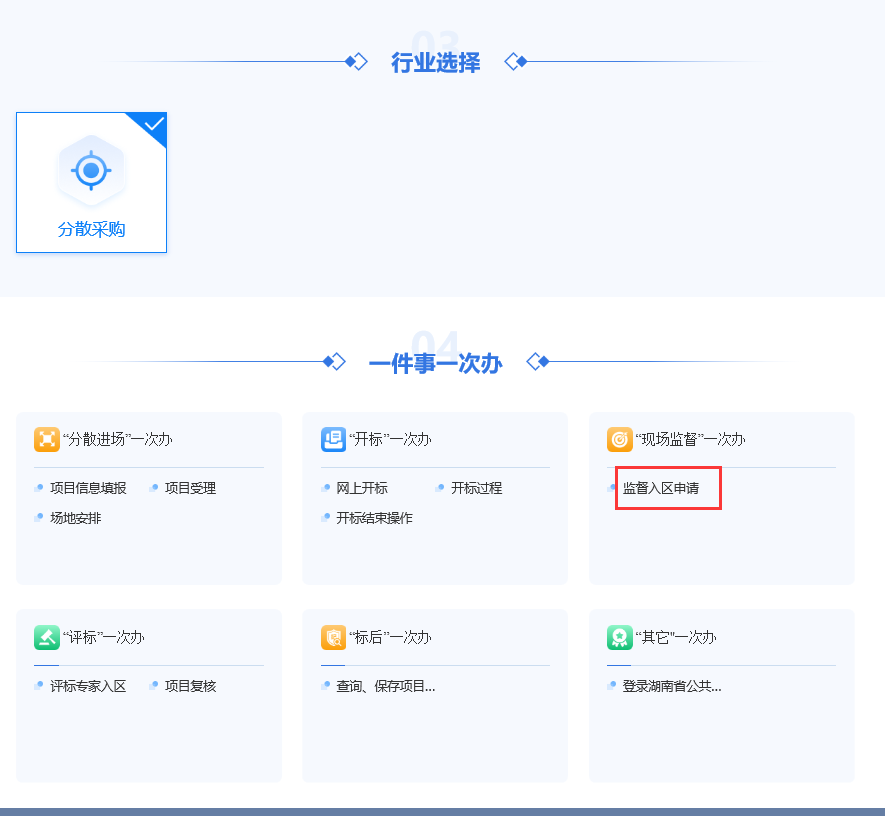 03
行业选择
分散采购
04
一件事一次办
“分散进场”一次办
项目信息填报 项目受理
场地安排
“开标”一次办
网上开标 开标过程
开标结束操作
“现场监督”一次办
监督入区申请
“评标”一次办
评标专家入区 项目复核
“标后”一次办
查询、保存项目...
“其它”一次办
登录湖南省公共...